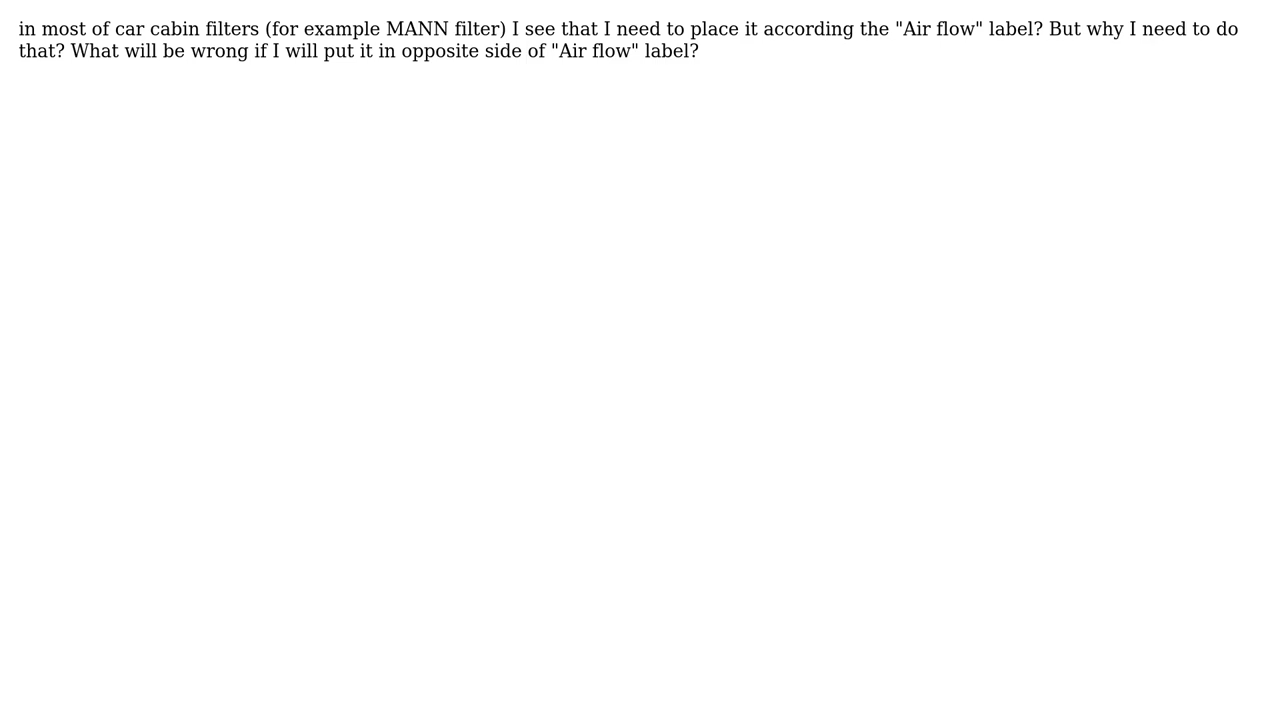 in most of car cabin filters (for example MANN filter) I see that I need to place it according the "Air flow" label? But why I need to do
that? What will be wrong if I will put it in opposite side of "Air flow" label?